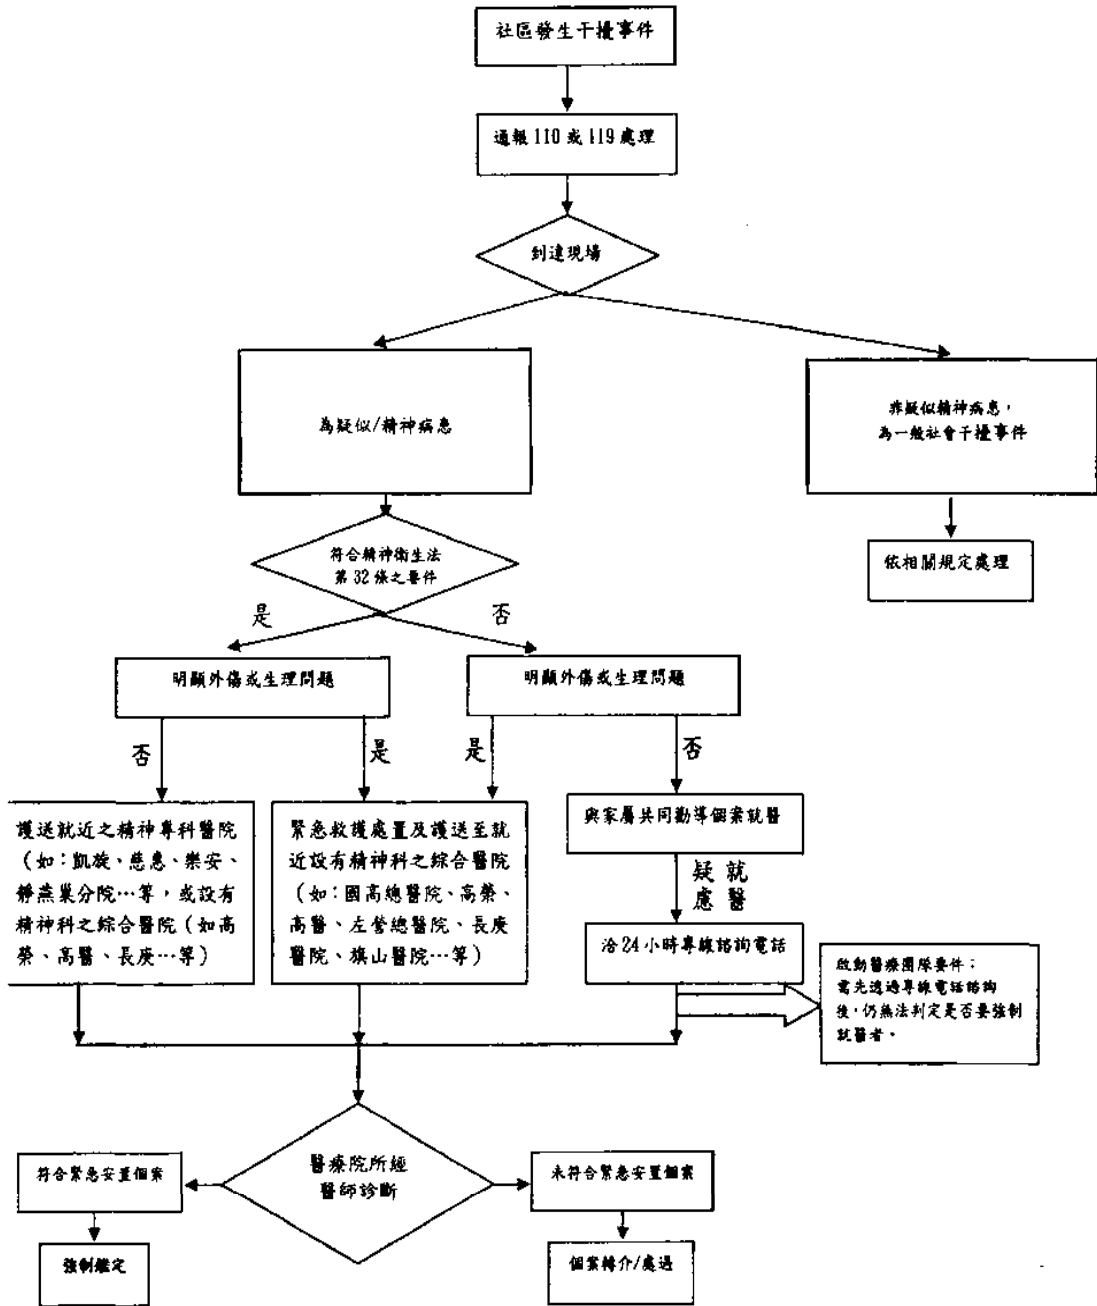 社區發生干擾事件
通報110或119處理
到達現場
為疑似/精神病患
非疑似精神病患，
為一般社會干擾事件
符合精神衛生法
第32條之要件
依相關規定處理
是
否
明顯外傷或生理問題
明顯外傷或生理問題
否
是
是
否
護送就近之精神專科醫院
(如：凱旋、慈惠、樂安、
靜燕巢分院…等，或設有
精神科之綜合醫院(如高
榮、高醫、長庚…等)
緊急救護處置及護送至就
近設有精神科之綜合醫院
(如：國高總醫院、高榮、
高醫、左營總醫院、長庚
醫院、旗山醫院…等)
與家屬共同勸導個案就醫
疑 就
慮 醫
洽24小時專線諮詢電話
啟動醫療團隊要件；
需先透過專線電話諮詢
後，仍無法判定是否要強制
就醫者。
醫療院所經
醫師診斷
符合緊急安置個案
未符合緊急安置個案
強制鑑定
個案轉介/處遇